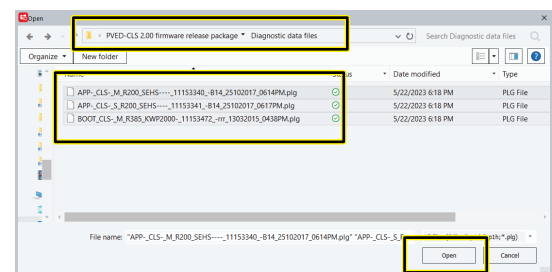 Open
PVED-CLS 2.00 firmware release package Diagnostic data files
Search Diagnostic data files
Organize New folder
Name Status Date modified Type
APP-_CLS-_M_R200_SEHS----_11153340_-B14_25102017_0614PM.plg 5/22/2023 6:18 PM PLG File
APP-_CLS-_S_R200_SEHS----_11153341_-B14_25102017_0617PM.plg 5/22/2023 6:18 PM PLG File
BOOT_CLS-_M_R385_KWP2000-_11153472_-rrr_13032015_0438PM.plg 5/22/2023 6:18 PM PLG File
File name: "APP-_CLS-_M_R200_SEHS----_11153340_-B14_25102017_0614PM.plg" "APP-_CLS-_S_R
Open Cancel